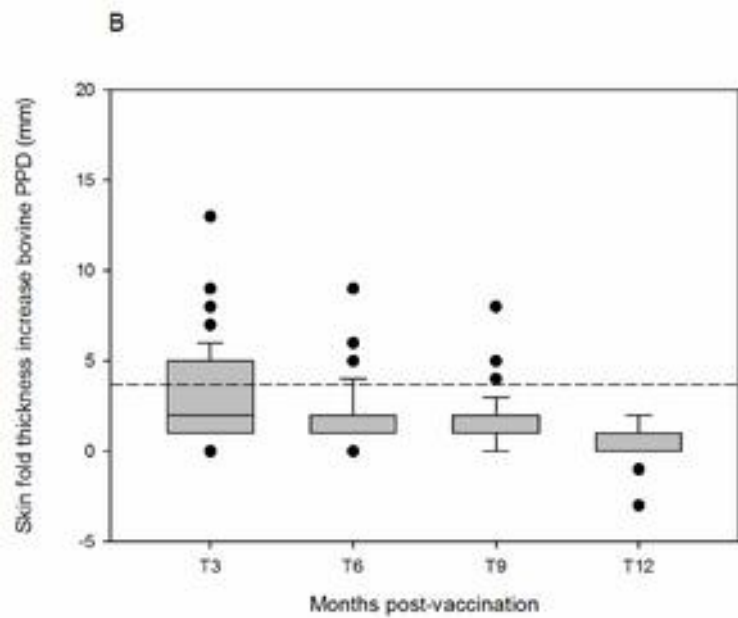 B
Skin fold thickness increase bovine PPD (mm)
20
15
10
5
0
-5
T3 T6 T9 T12
Months post-vaccination